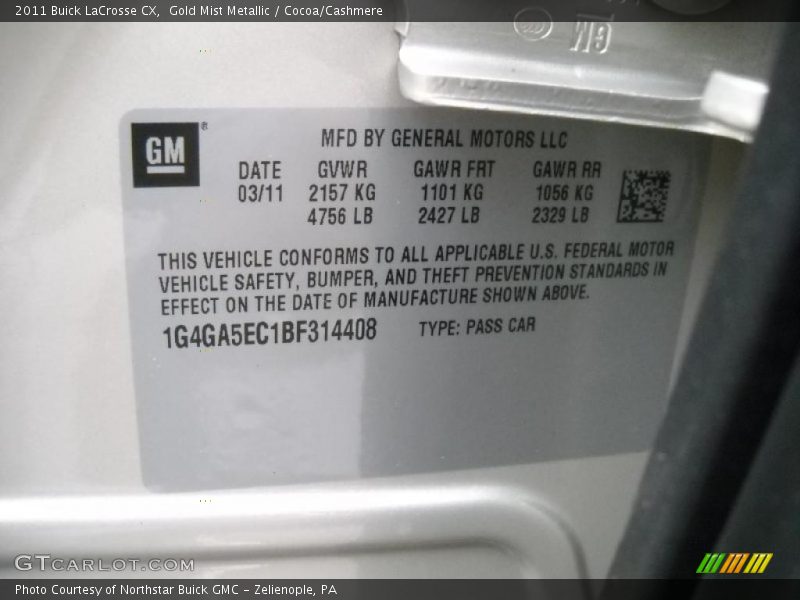 2011 Buick LaCrosse CX,  Gold Mist Metallic / Cocoa/Cashmere
GM
GM ®
MFD BY GENERAL MOTORS LLC
DATE GVWR GAWR FRT GAWR RR
03/11 2157 KG 1101 KG 1056 KG
4756 LB 2427 LB 2329 LB
THIS VEHICLE CONFORMS TO ALL APPLICABLE U.S. FEDERAL MOTOR
VEHICLE SAFETY, BUMPER, AND THEFT PREVENTION STANDARDS IN
EFFECT ON THE DATE OF MANUFACTURE SHOWN ABOVE.
1G4GA5EC1BF314408 TYPE: PASS CAR
GTCARLOT.COM
Photo Courtesy of Northstar Buick GMC - Zelienople, PA